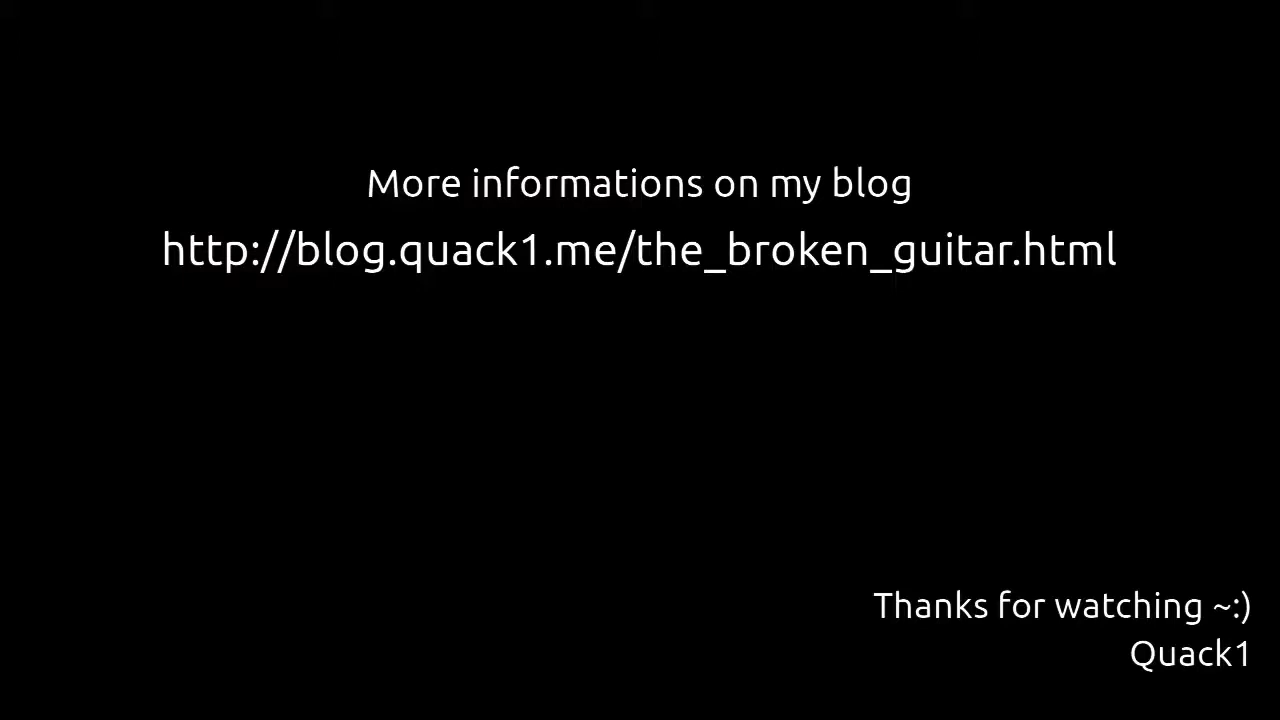 More informations on my blog
http://blog.quack1.me/the_broken_guitar.html
Thanks for watching ~:)
Quack1